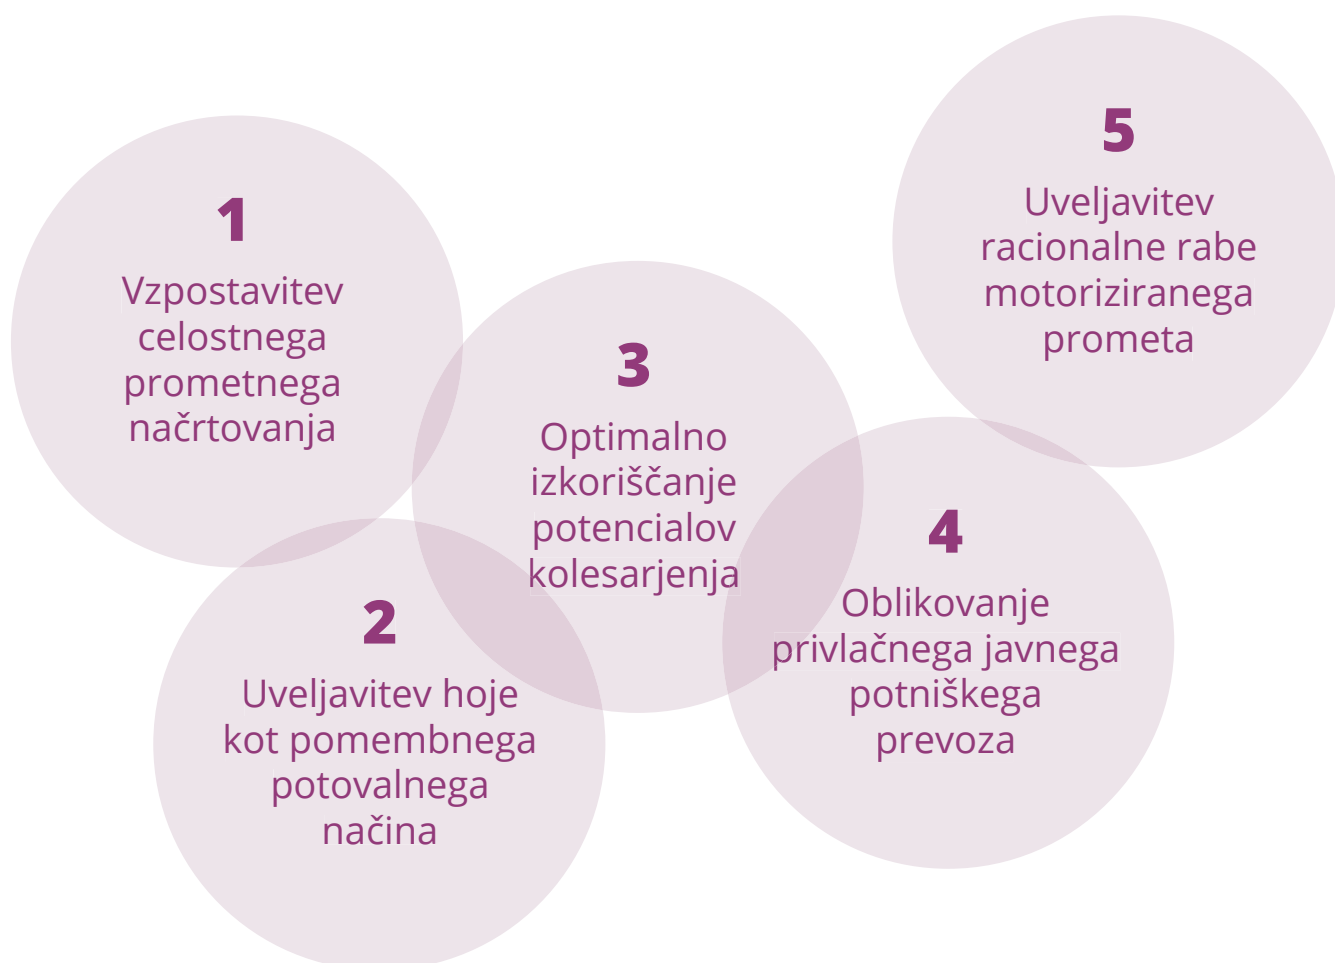 1
Vzpostavitev
celostnega
prometnega
načrtovanja
2
Uveljavitev hoje
kot pomembnega
potovalnega
načina
3
Optimalno
izkoriščanje
potencialov
kolesarjenja
4
Oblikovanje
privlačnega javnega
potniškega
prevoza
5
Uveljavitev
racionalne rabe
motoriziranega
prometa